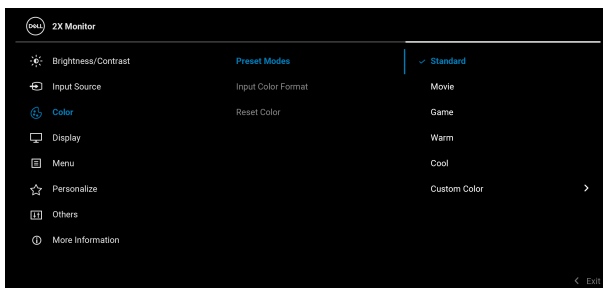 DELL 2X Monitor
Brightness/Contrast
Input Source
Color
Display
Menu
Personalize
Others
More Information
Preset Modes
Input Color Format
Reset Color
Standard
Movie
Game
Warm
Cool
Custom Color
Exit